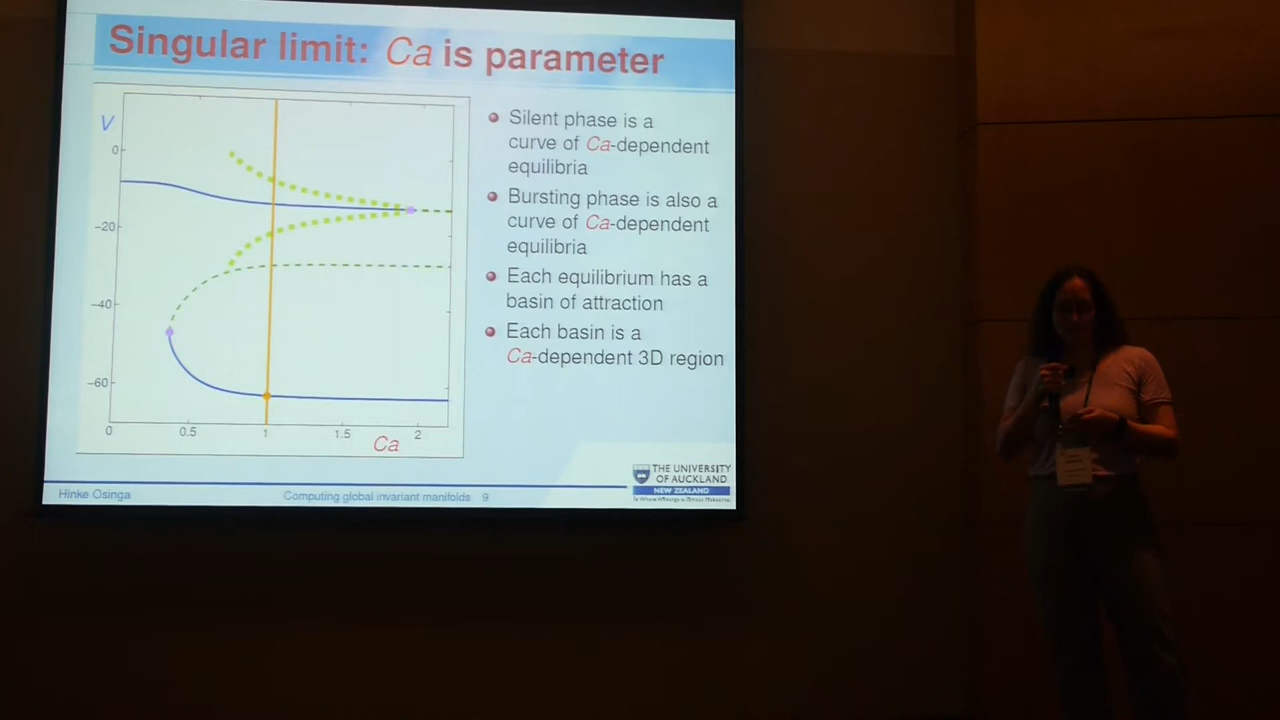 Singular limit: Ca is parameter
V
0
−20
−40
−60
0
0.5
1
1.5
2
Ca
Silent phase is a
curve of Ca-dependent
equilibria
Bursting phase is also a
curve of Ca-dependent
equilibria
Each equilibrium has a
basin of attraction
Each basin is a
Ca-dependent 3D region
Hinke Osinga
Computing global invariant manifolds 9
THE UNIVERSITY
OF AUCKLAND
NEW ZEALAND